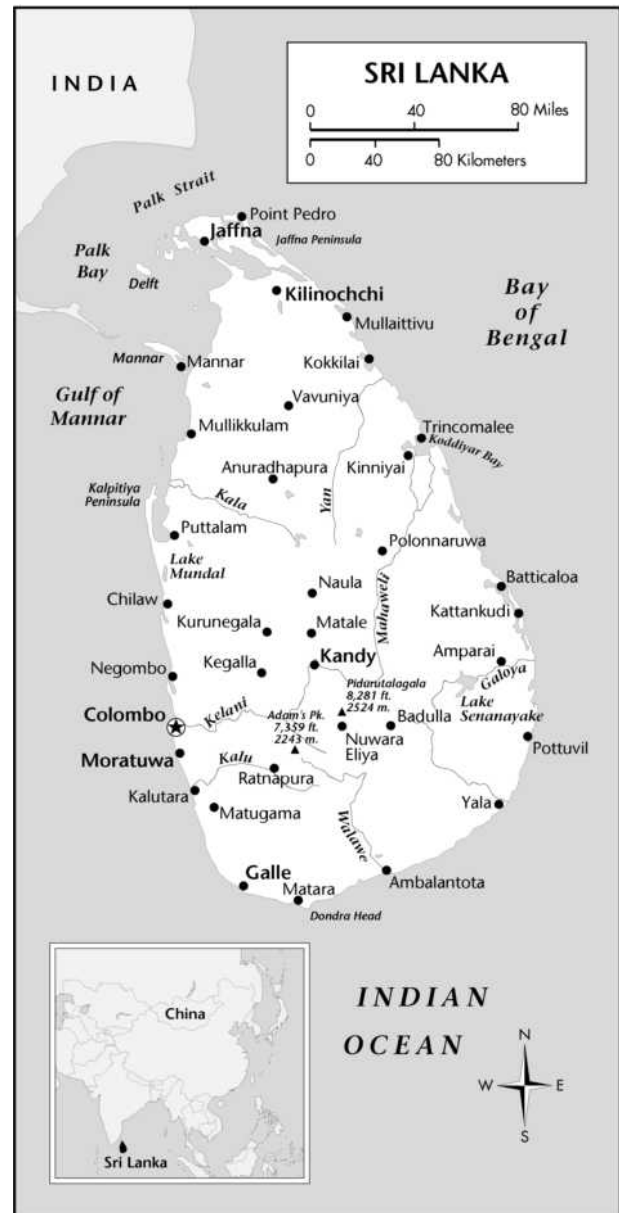 INDIA
SRI LANKA
0 40 80 Miles
0 40 80 Kilometers
Palk Strait
Point Pedro
Jaffna
Jaffna Peninsula
Palk
Bay
Delft
Kilinochchi
Bay
of
Bengal
Mullaittivu
Mannar
Mannar
Kokkilai
Gulf of
Mannar
Vavuniya
Mullikkulam
Trincomalee
Koddiyar Bay
Anuradhapura
Kinniyai
Kalpitiya
Peninsula
Kala
Yan
Puttalam
Polonnaruwa
Lake
Mundal
Mahaweli
Naula
Batticaloa
Chilaw
Kattankudi
Kurunegala
Matale
Kandy
Amparai
Negombo
Kegalla
Pidurutalagala
8,281 ft.
2524 m.
Galoya
Lake
Senanayake
Colombo
Kelani
Adam's Pk.
7,359 ft.
2243 m.
Badulla
Nuwara
Eliya
Pottuvil
Moratuwa
Kalu
Ratnapura
Kalutara
Matugama
Yala
Walawe
Galle
Matara
Ambalantota
Dondra Head
China
Sri Lanka
INDIAN
OCEAN
N
W E
S